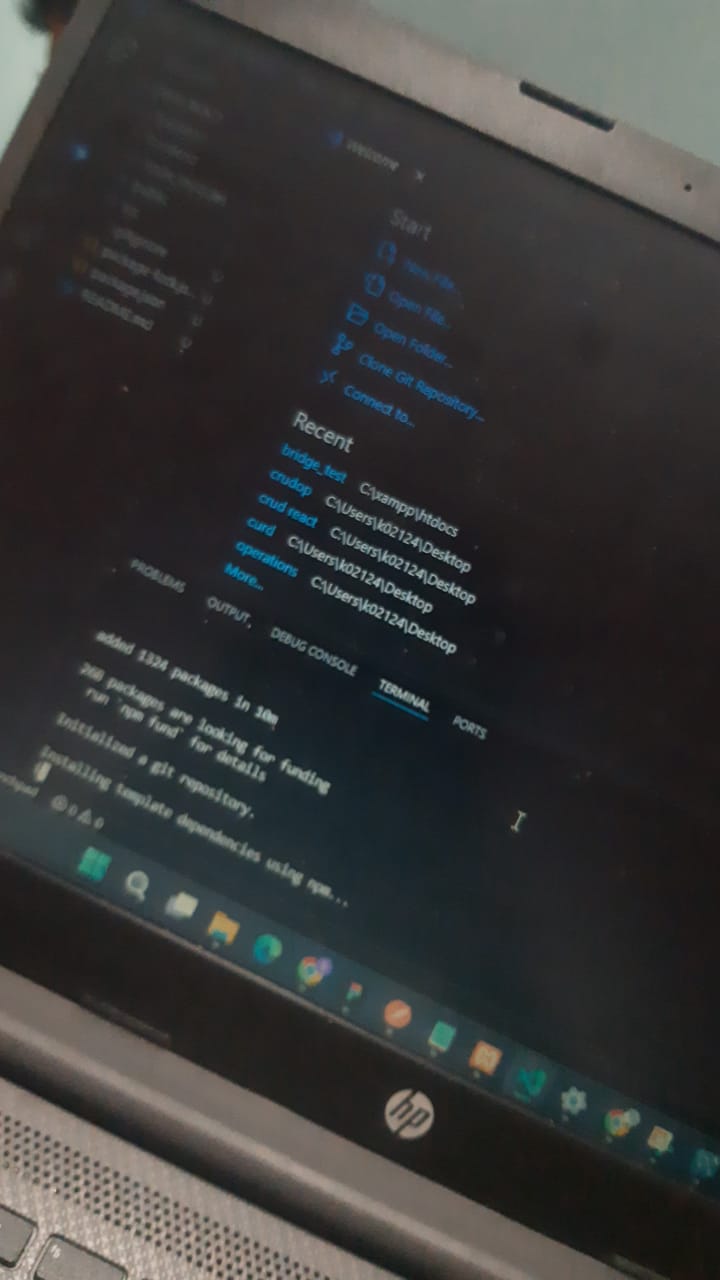 Welcome
Start
New File...
Open File...
Open Folder...
Clone Git Repository...
Connect to...
Recent
bridge_test C:\xampp\htdocs
crudop C:\Users\k02124\Desktop
crud react C:\Users\k02124\Desktop
curd C:\Users\k02124\Desktop
operations C:\Users\k02124\Desktop
More...
.gitignore
package-lock.js...
package.json
README.md
PROBLEMS OUTPUT DEBUG CONSOLE TERMINAL PORTS
added 1324 packages in 10m
268 packages are looking for funding
run `npm fund` for details
Initialized a git repository.
Installing template dependencies using npm...
0 0
hp